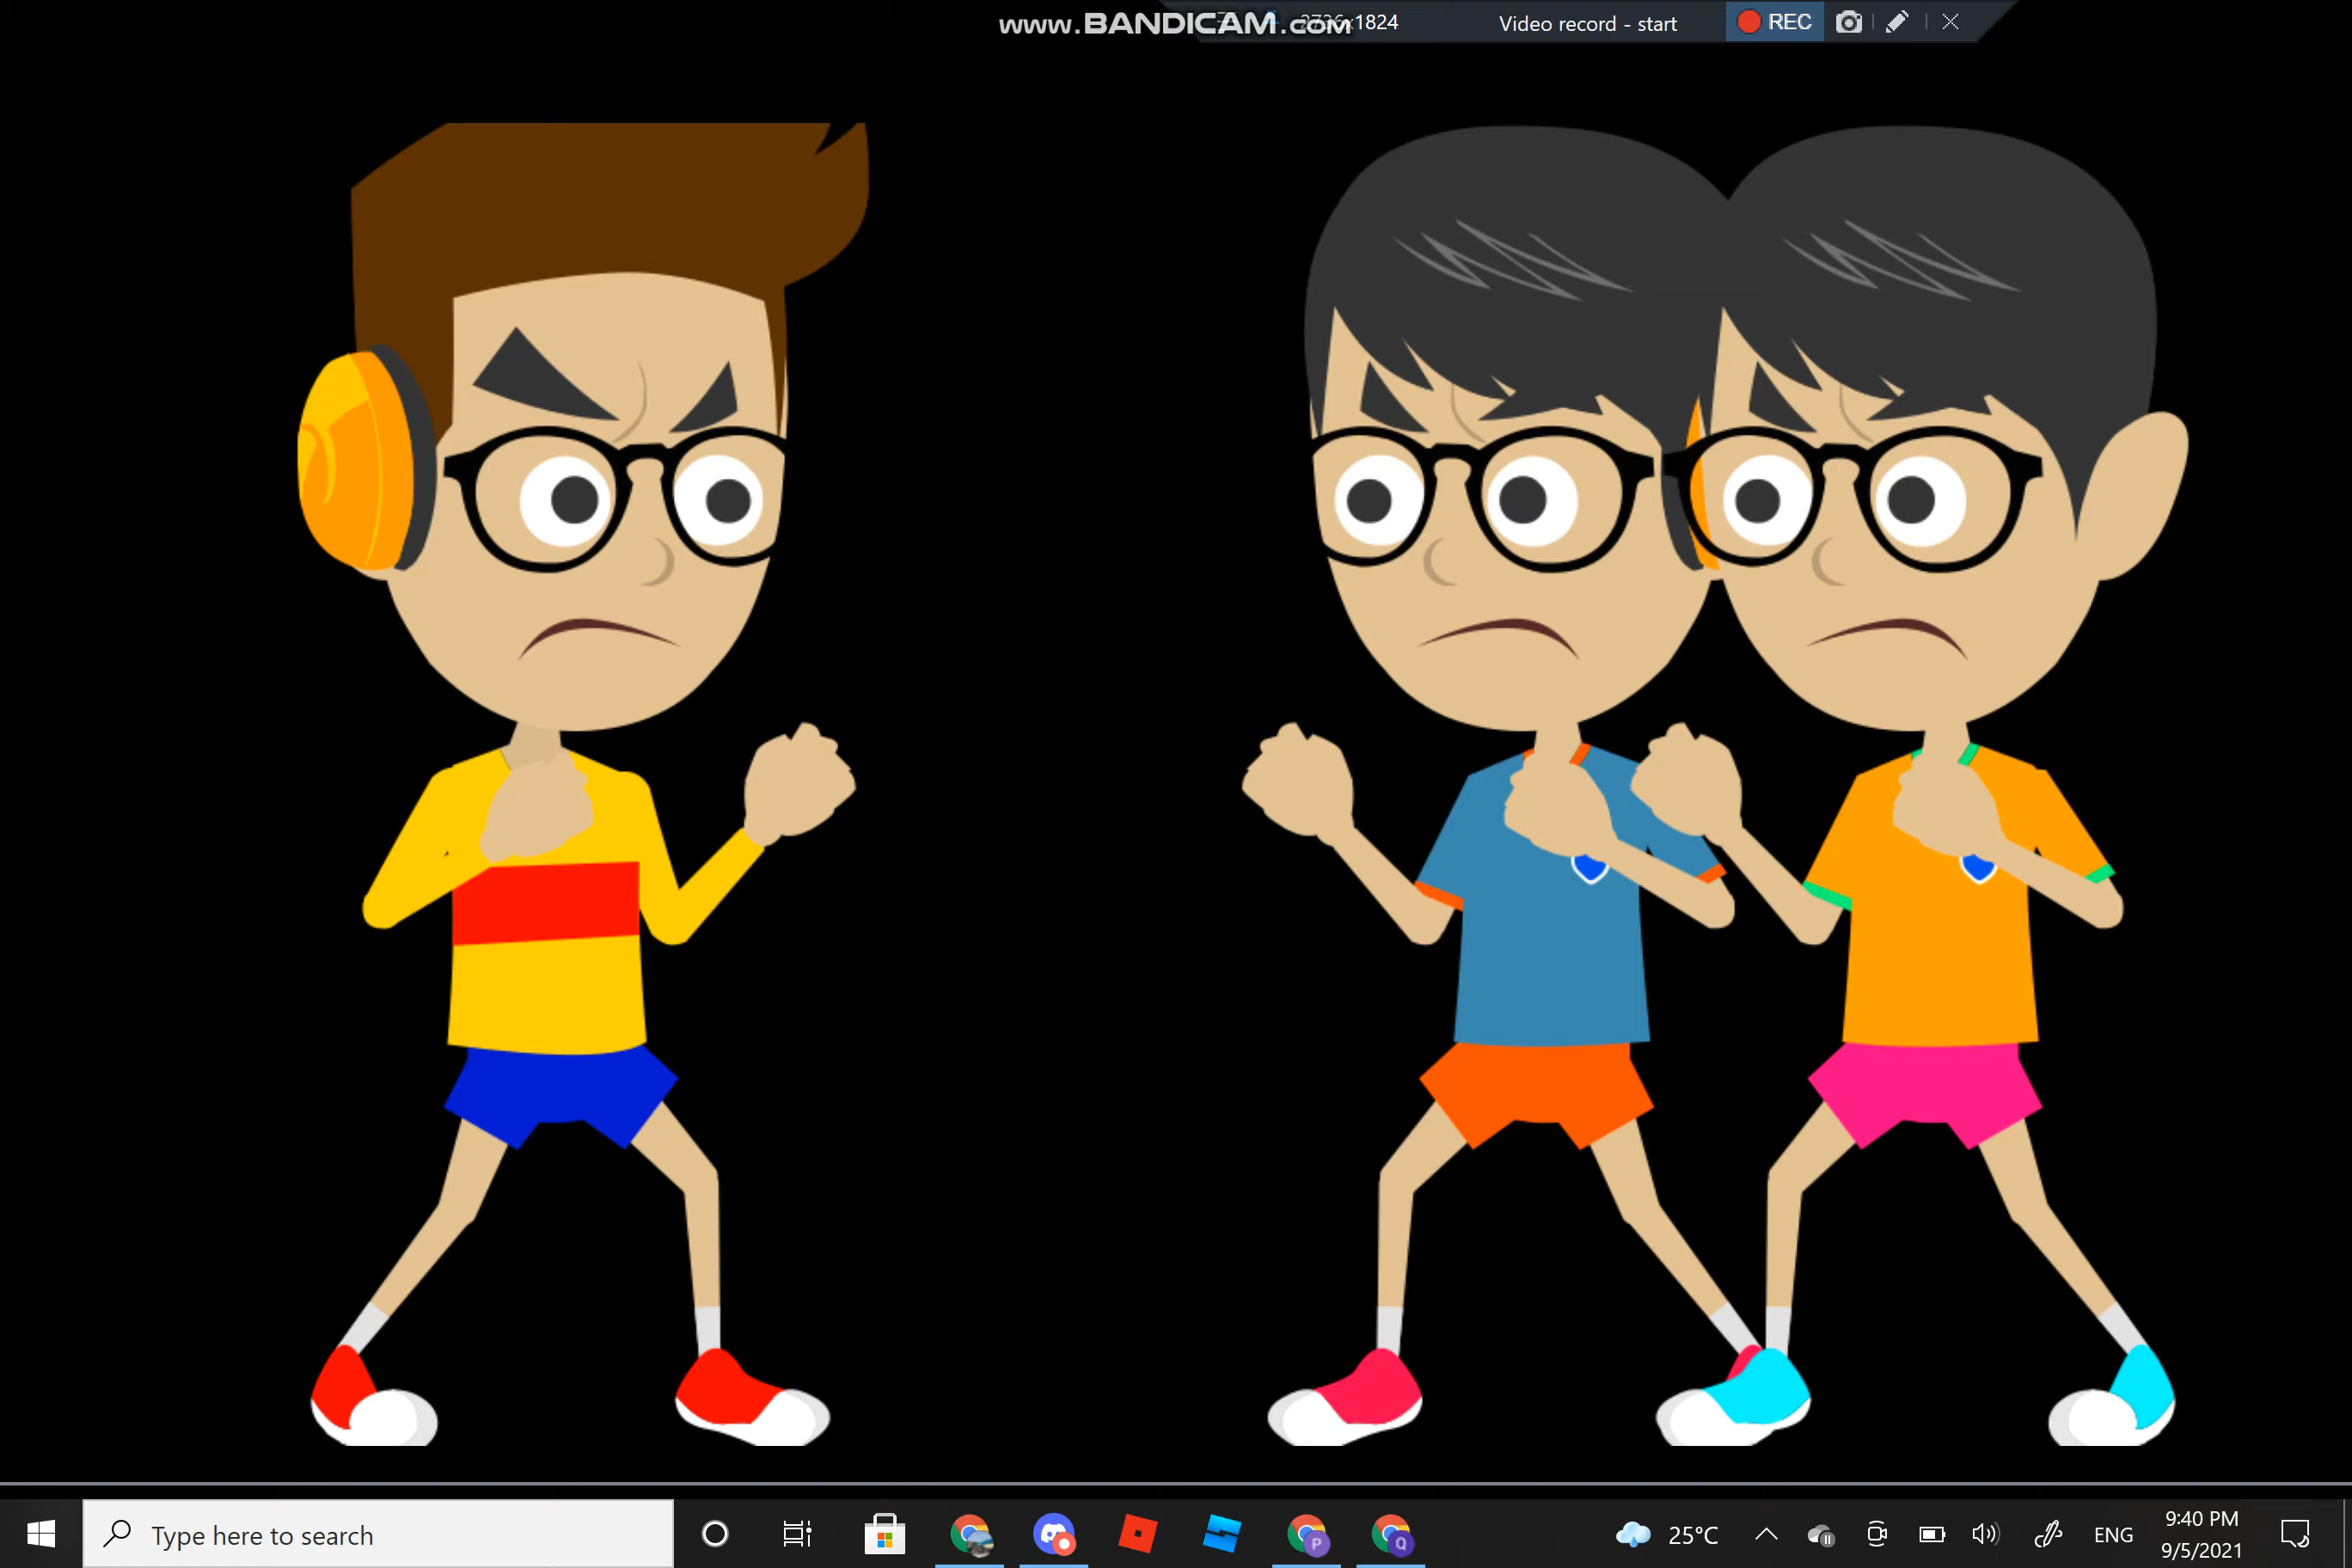 www.BANDICAM.com
1824
Video record - start
REC
Type here to search
P
Q
25°C
ENG
9:40 PM
9/5/2021